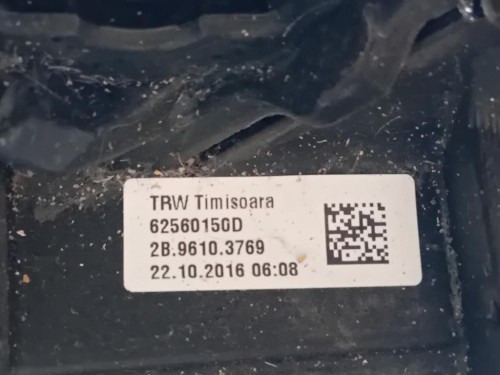 TRW Timisoara
62560150D
2B.9610.3769
22.10.2016 06:08